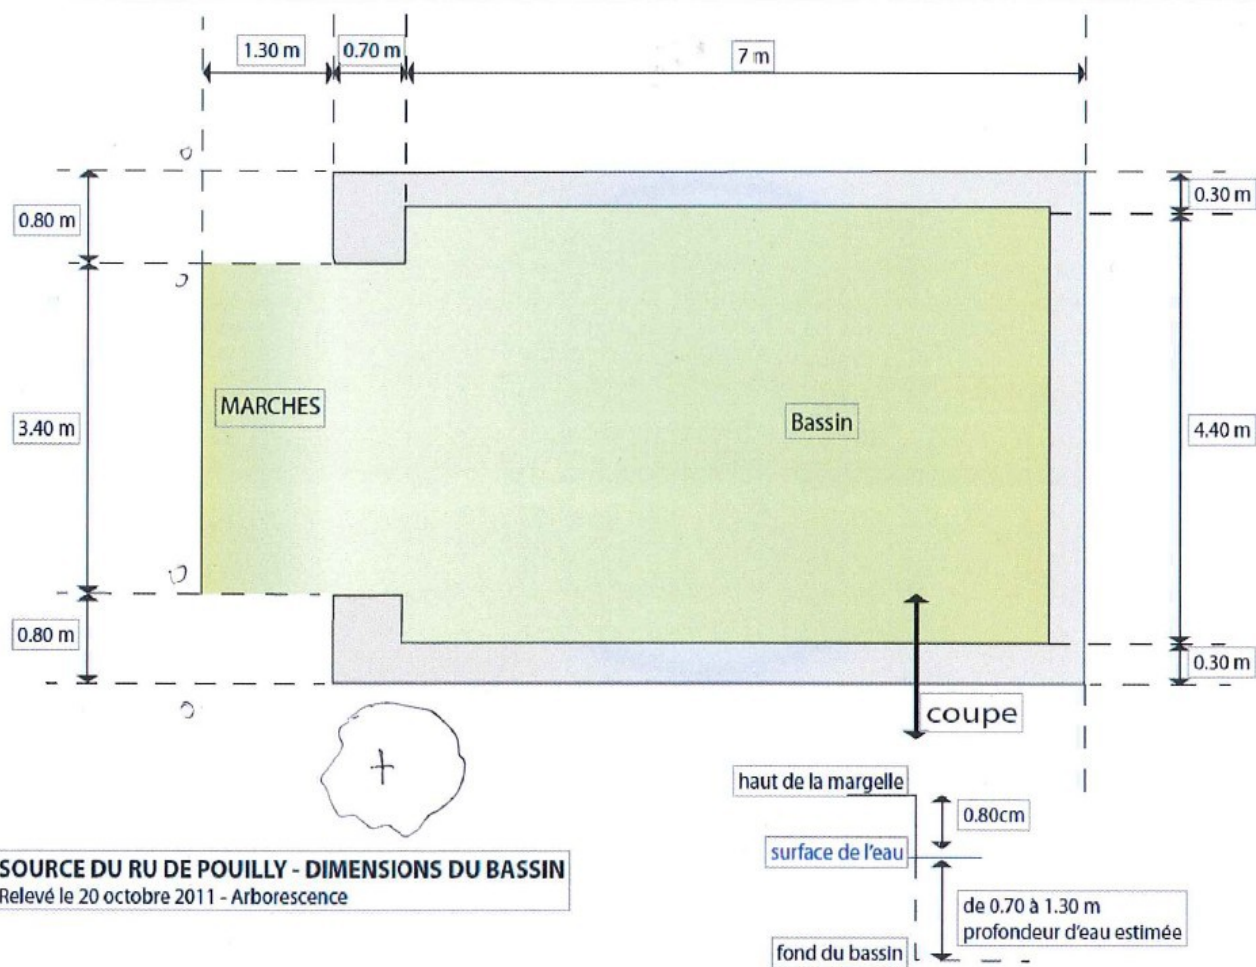 1.30 m
0.70 m
7 m
0.80 m
0.30 m
3.40 m
MARCHES
Bassin
4.40 m
0.80 m
0.30 m
coupe
haut de la margelle
0.80cm
surface de l'eau
de 0.70 à 1.30 m
profondeur d'eau estimée
fond du bassin
SOURCE DU RU DE POUILLY - DIMENSIONS DU BASSIN
Relevé le 20 octobre 2011 - Arborescence